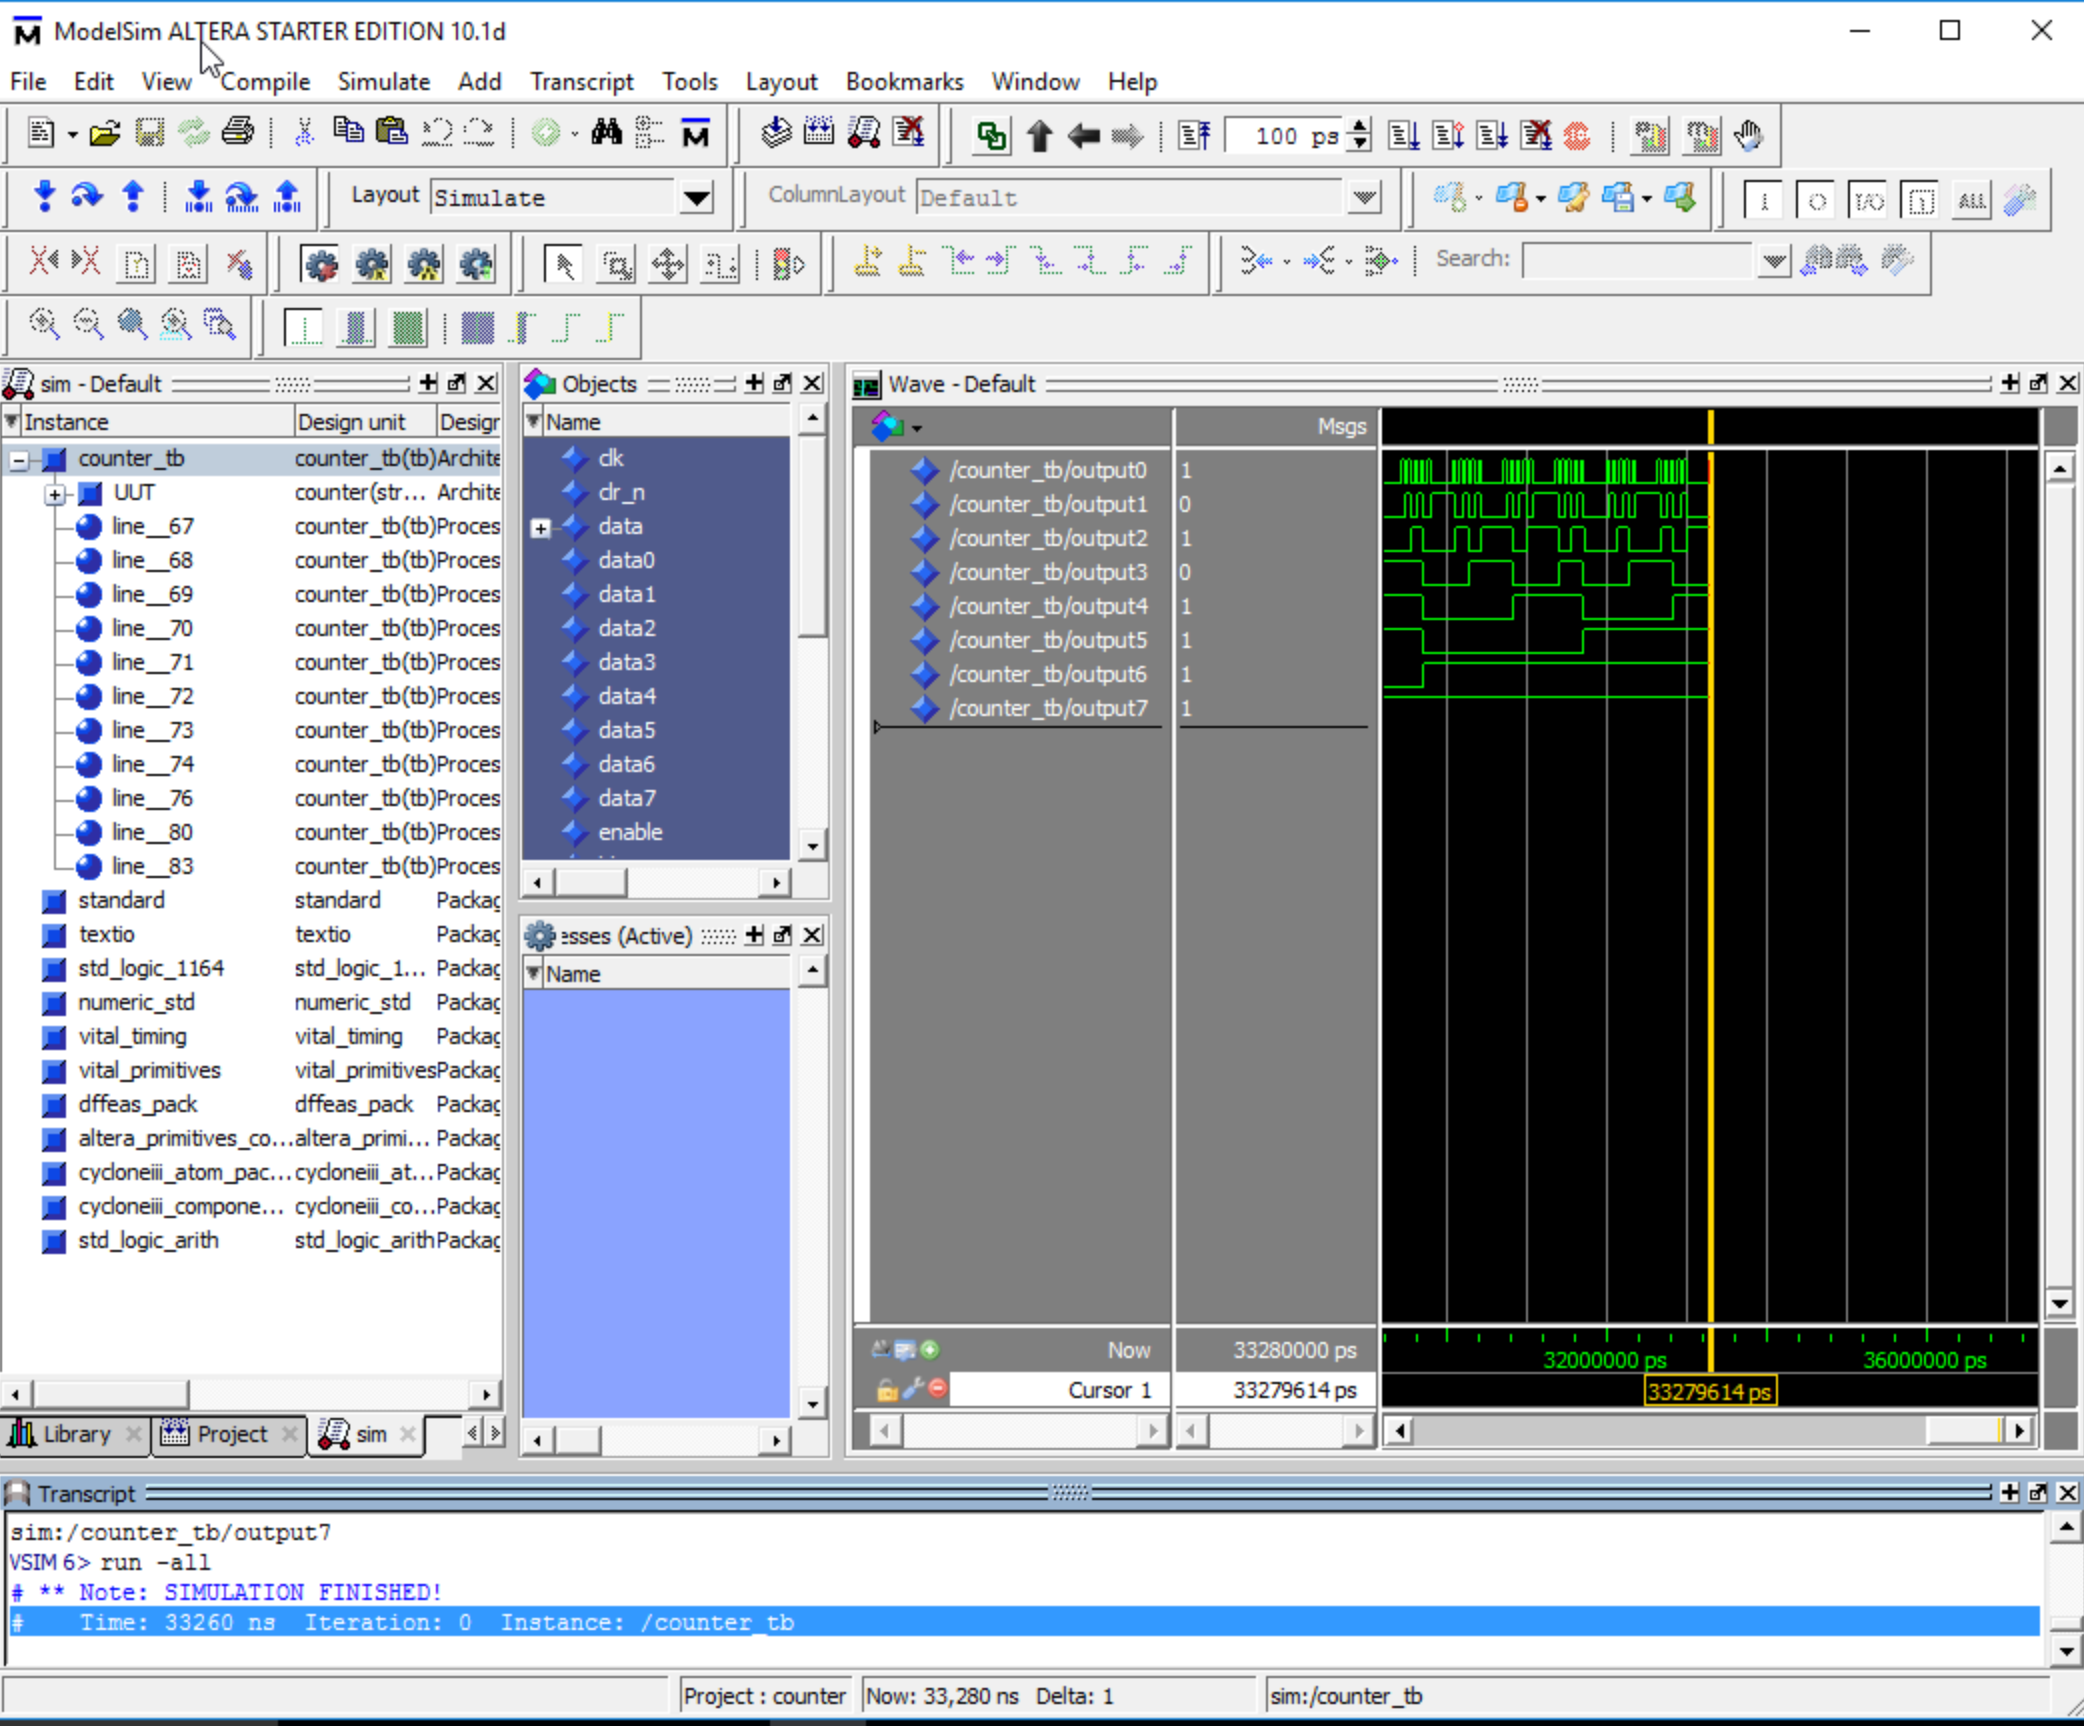 ModelSim ALTERA STARTER EDITION 10.1d
File Edit View Compile Simulate Add Transcript Tools Layout Bookmarks Window Help
100 ps
Layout Simulate ColumnLayout Default
Search:
sim - Default
Instance Design unit Design
counter_tb counter_tb(tb) Archite
UUT counter(str... Archite
line__67 counter_tb(tb) Proces
line__68 counter_tb(tb) Proces
line__69 counter_tb(tb) Proces
line__70 counter_tb(tb) Proces
line__71 counter_tb(tb) Proces
line__72 counter_tb(tb) Proces
line__73 counter_tb(tb) Proces
line__74 counter_tb(tb) Proces
line__76 counter_tb(tb) Proces
line__80 counter_tb(tb) Proces
line__83 counter_tb(tb) Proces
standard standard Packag
textio textio Packag
std_logic_1164 std_logic_1... Packag
numeric_std numeric_std Packag
vital_timing vital_timing Packag
vital_primitives vital_primitives Packag
dffeas_pack dffeas_pack Packag
altera_primitives_co... altera_primi... Packag
cycloneiii_atom_pac... cycloneiii_at... Packag
cycloneiii_compone... cycloneiii_co... Packag
std_logic_arith std_logic_arith Packag
Library Project sim
Objects
Name
clk
clr_n
data
data0
data1
data2
data3
data4
data5
data6
data7
enable
esses (Active)
Name
Wave - Default
Msgs
/counter_tb/output0 1
/counter_tb/output1 0
/counter_tb/output2 1
/counter_tb/output3 0
/counter_tb/output4 1
/counter_tb/output5 1
/counter_tb/output6 1
/counter_tb/output7 1
Now 33280000 ps 32000000 ps 36000000 ps
Cursor 1 33279614 ps 33279614 ps
Transcript
sim:/counter_tb/output7
VSIM 6> run -all
# ** Note: SIMULATION FINISHED!
# Time: 33260 ns Iteration: 0 Instance: /counter_tb
Project : counter Now: 33,280 ns Delta: 1 sim:/counter_tb